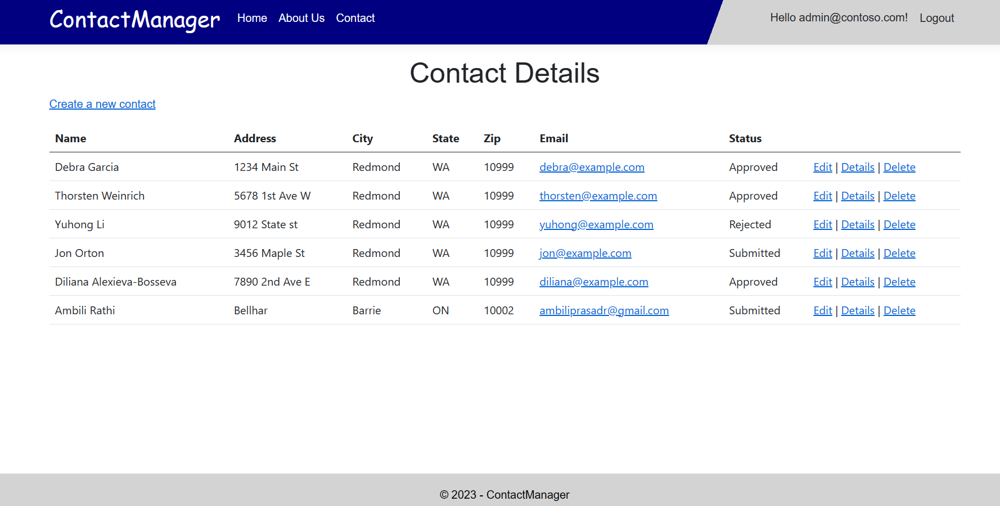 ContactManager Home About Us Contact Hello admin@contoso.com! Logout
Contact Details
Create a new contact
Name Address City State Zip Email Status
Debra Garcia 1234 Main St Redmond WA 10999 debra@example.com Approved Edit | Details | Delete
Thorsten Weinrich 5678 1st Ave W Redmond WA 10999 thorsten@example.com Approved Edit | Details | Delete
Yuhong Li 9012 State st Redmond WA 10999 yuhong@example.com Rejected Edit | Details | Delete
Jon Orton 3456 Maple St Redmond WA 10999 jon@example.com Submitted Edit | Details | Delete
Diliana Alexieva-Bosseva 7890 2nd Ave E Redmond WA 10999 diliana@example.com Approved Edit | Details | Delete
Ambili Rathi Bellhar Barrie ON 10002 ambiliprasadr@gmail.com Submitted Edit | Details | Delete
© 2023 - ContactManager